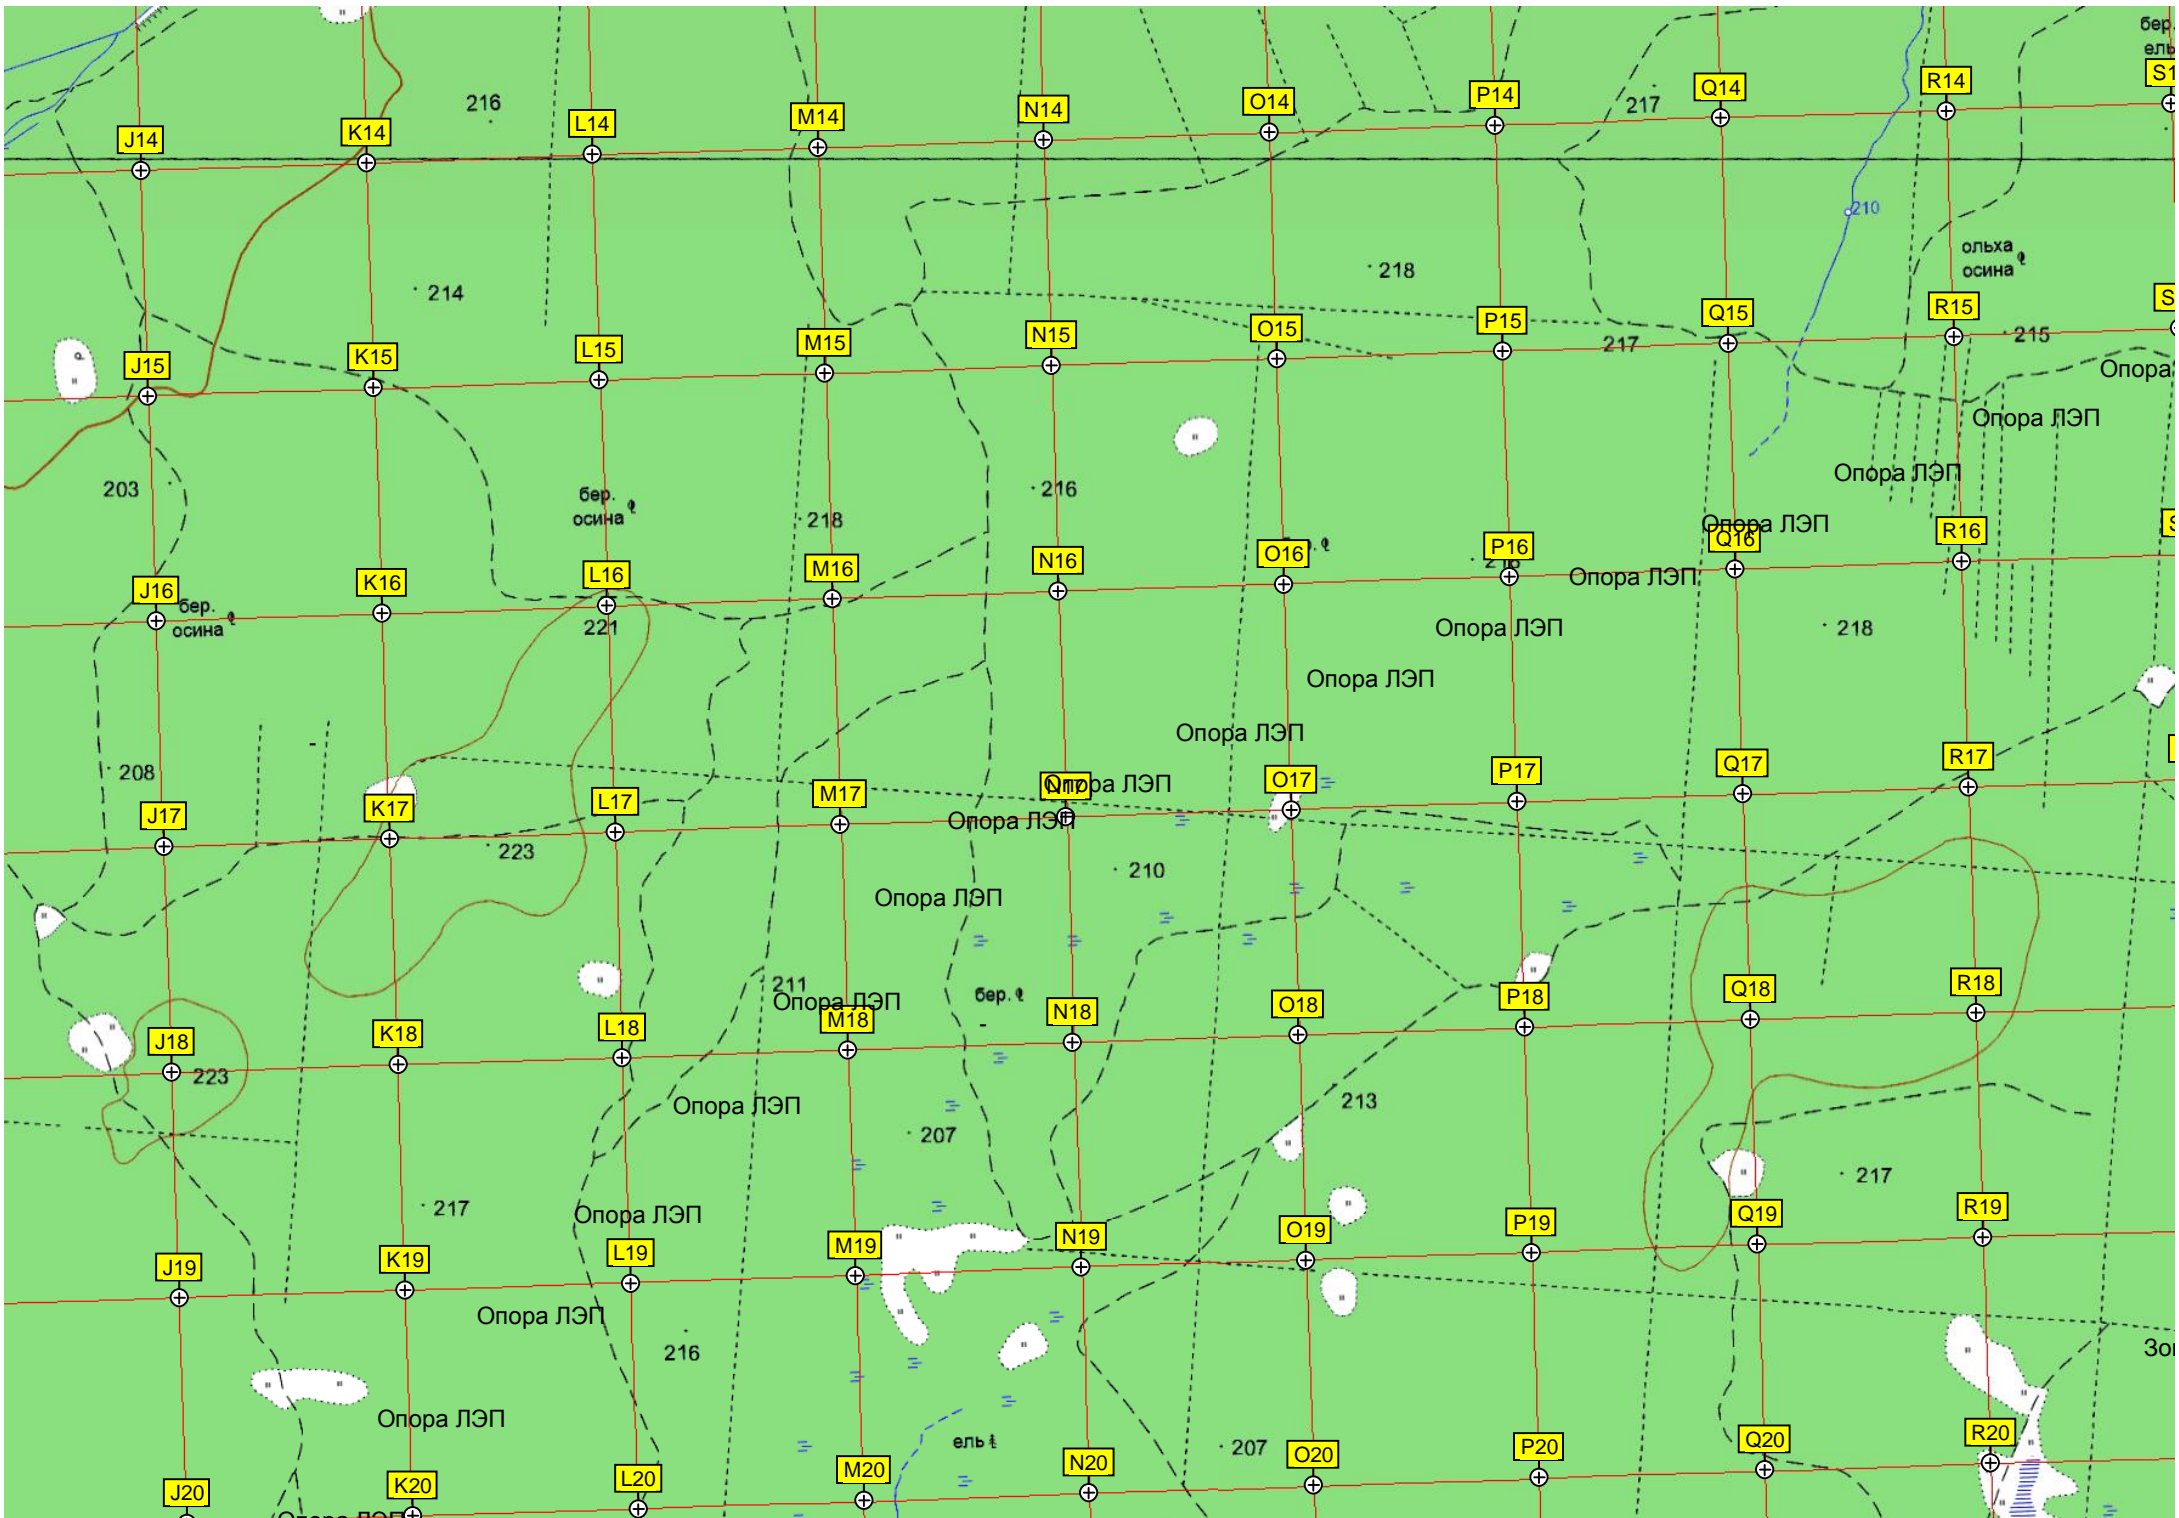 бер.
216
S1
R14
Q14
217
P14
O14
N14
M14
L14
K14
J14
210
ольха
осина
218
214
S
R15
215
Q15
217
P15
O15
N15
M15
L15
K15
J15
Опора
Опора ЛЭП
Опора ЛЭП
203
бер.
осина
218
216
Опора ЛЭП
Q16
R16
P16
O16
N16
M16
L16
K16
J16
Опора ЛЭП
бер.
осина
221
Опора ЛЭП
218
Опора ЛЭП
Опора ЛЭП
208
Опора ЛЭП
N17
R17
Q17
P17
O17
M17
L17
K17
J17
Опора ЛЭП
223
210
Опора ЛЭП
211
Опора ЛЭП
бер.
R18
Q18
P18
O18
N18
M18
L18
K18
J18
223
Опора ЛЭП
213
207
217
217
Опора ЛЭП
R19
Q19
P19
O19
N19
M19
L19
K19
J19
Опора ЛЭП
216
Зо
Опора ЛЭП
ель
207
R20
Q20
P20
O20
N20
M20
L20
K20
J20
Опора ЛЭП